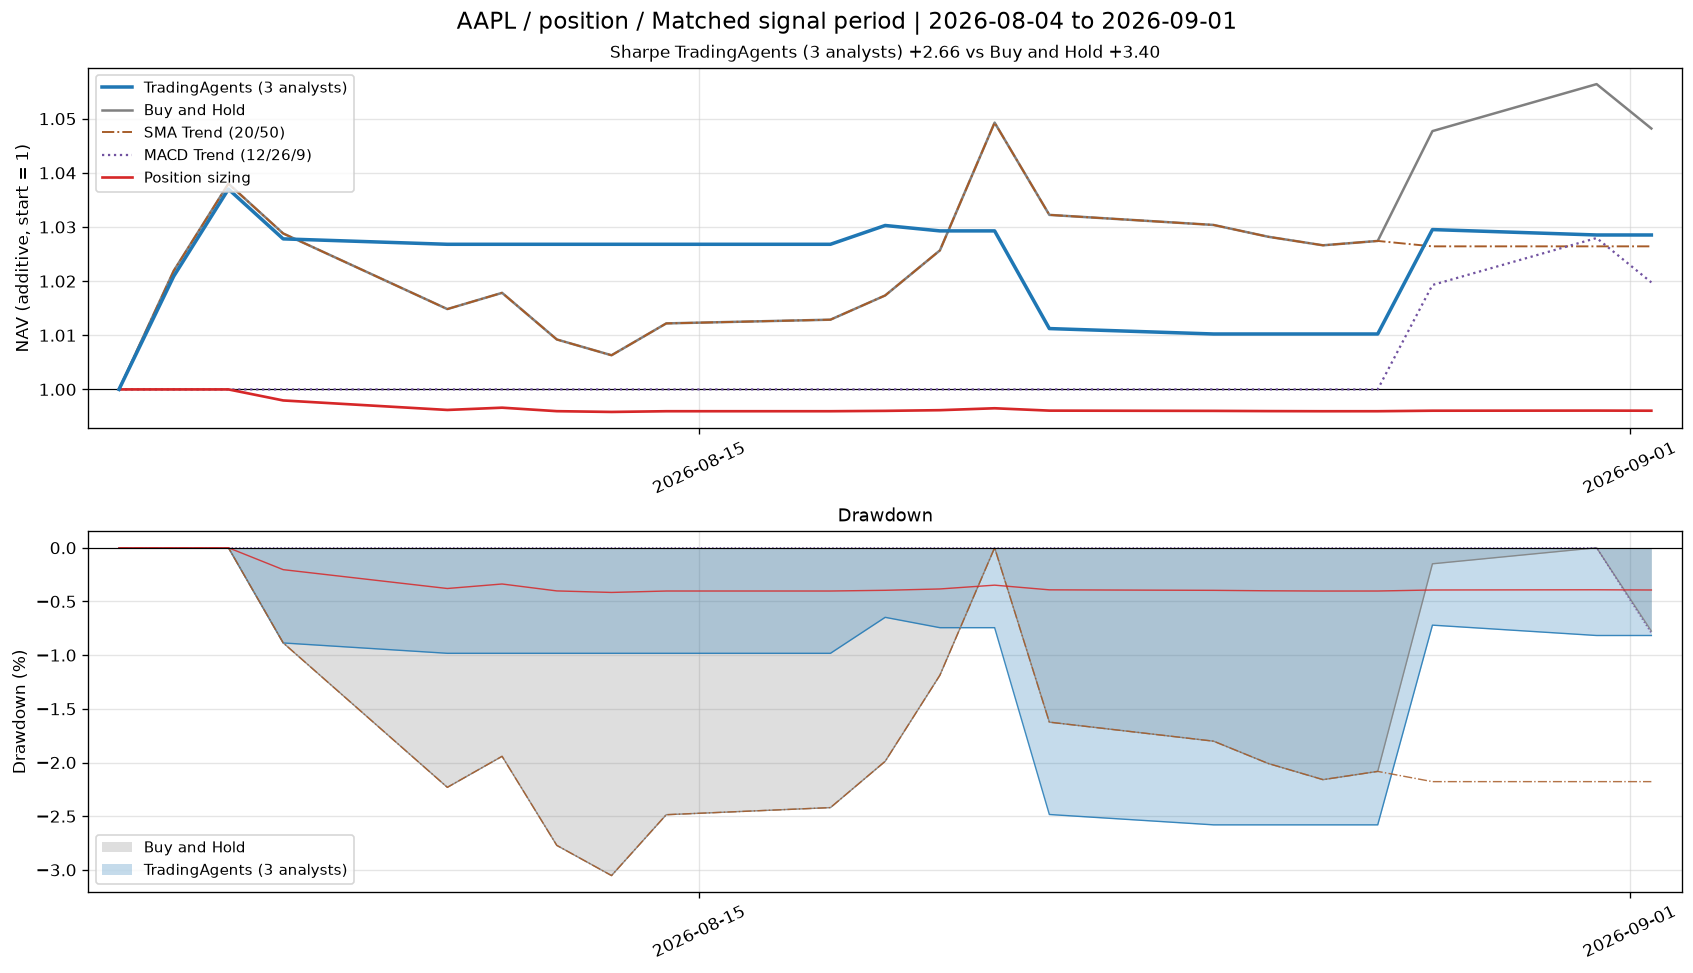 AAPL / position / Matched signal period | 2026-08-04 to 2026-09-01
Sharpe TradingAgents (3 analysts) +2.66 vs Buy and Hold +3.40
TradingAgents (3 analysts)
Buy and Hold
SMA Trend (20/50)
MACD Trend (12/26/9)
Position sizing
NAV (additive, start = 1)
1.05
1.04
1.03
1.02
1.01
1.00
2026-08-15
2026-09-01
Drawdown
Drawdown (%)
0.0
−0.5
−1.0
−1.5
−2.0
−2.5
−3.0
Buy and Hold
TradingAgents (3 analysts)
2026-08-15
2026-09-01